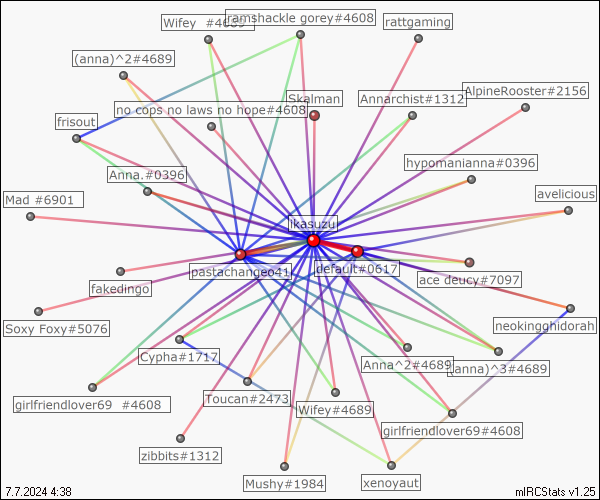 Wifey #4689
ramshackle gorey#4608
rattgaming
(anna)^2#4689
Skalman
AlpineRooster#2156
no cops no laws no hope#4608
Annarchist#1312
frisout
hypomanianna#0396
Anna.#0396
Mad #6901
avelicious
ikasuzu
pastachangeo41
default#0617
fakedingo
ace deucy#7097
Soxy Foxy#5076
neokingghidorah
Cypha#1717
Anna^2#4689
(anna)^3#4689
girlfriendlover69 #4608
Toucan#2473
Wifey#4689
girlfriendlover69#4608
zibbits#1312
Mushy#1984
xenoyaut
7.7.2024 4:38
mIRCStats v1.25